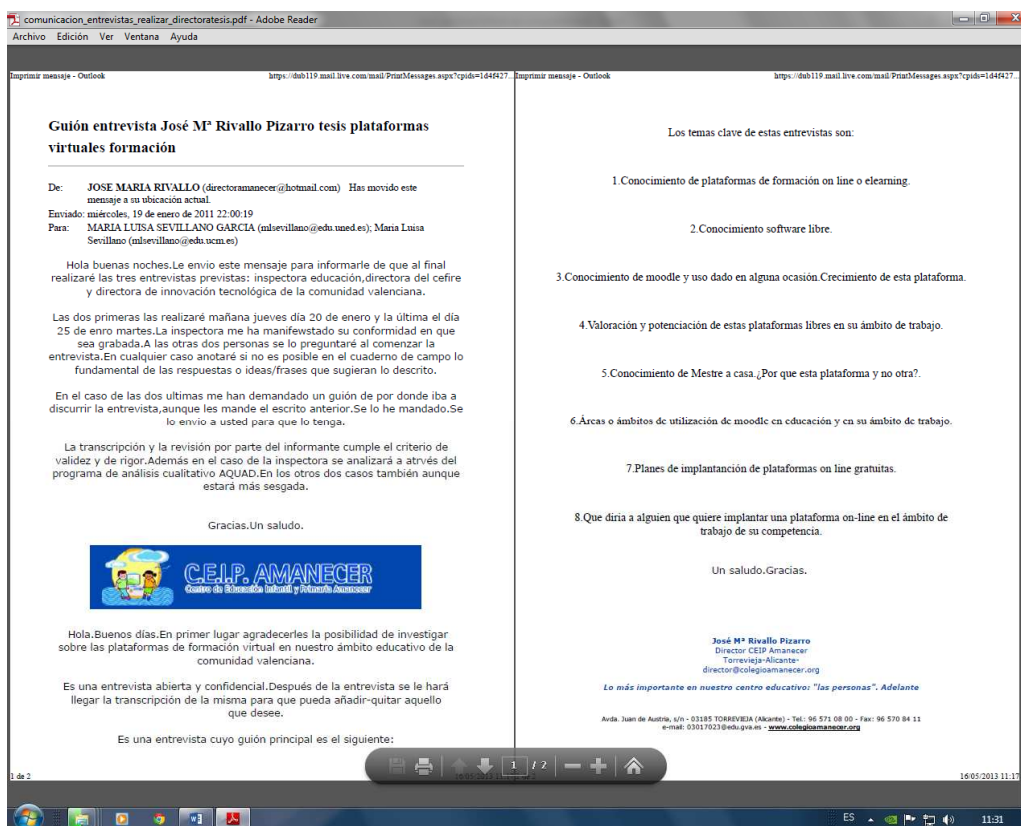 comunicacion_entrevistas_realizar_directoratesis.pdf - Adobe Reader
Archivo Edición Ver Ventana Ayuda
Imprimir mensaje - Outlook
https://dub119.mail.live.com/mail/PrintMessages.aspx?cpids=1d4f427...
Guión entrevista José Mª Rivallo Pizarro tesis plataformas
virtuales formación
De: JOSE MARIA RIVALLO (directoramanecer@hotmail.com) Has movido este
mensaje a su ubicación actual.
Enviado: miércoles, 19 de enero de 2011 22:00:19
Para: MARIA LUISA SEVILLANO GARCIA (mlsevillano@edu.uned.es); Maria Luisa
Sevillano (mlsevillano@edu.ucm.es)
Hola buenas noches.Le envio este mensaje para informarle de que al final
realizaré las tres entrevistas previstas: inspectora educación,directora del cefire
y directora de innovación tecnológica de la comunidad valenciana.
Las dos primeras las realizaré mañana jueves día 20 de enero y la última el día
25 de enro martes.La inspectora me ha manifewstado su conformidad en que
sea grabada.A las otras dos personas se lo preguntaré al comenzar la
entrevista.En cualquier caso anotaré si no es posible en el cuaderno de campo lo
fundamental de las respuestas o ideas/frases que sugieran lo descrito.
En el caso de las dos ultimas me han demandado un guión de por donde iba a
discurrir la entrevista,aunque les mande el escrito anterior.Se lo he mandado.Se
lo envio a usted para que lo tenga.
La transcripción y la revisión por parte del informante cumple el criterio de
validez y de rigor.Además en el caso de la inspectora se analizará a atrvés del
programa de análisis cualitativo AQUAD.En los otros dos casos también aunque
estará más sesgada.
Gracias.Un saludo.
C.E.I.P. AMANECER
Centro de Educación Infantil y Primaria Amanecer
Hola.Buenos días.En primer lugar agradecerles la posibilidad de investigar
sobre las plataformas de formación virtual en nuestro ámbito educativo de la
comunidad valenciana.
Es una entrevista abierta y confidencial.Después de la entrevista se le hará
llegar la transcripción de la misma para que pueda añadir-quitar aquello
que desee.
Es una entrevista cuyo guión principal es el siguiente:
1 de 2
Imprimir mensaje - Outlook
https://dub119.mail.live.com/mail/PrintMessages.aspx?cpids=1d4f427...
Los temas clave de estas entrevistas son:
1.Conocimiento de plataformas de formación on line o elearning.
2.Conocimiento software libre.
3.Conocimiento de moodle y uso dado en alguna ocasión.Crecimiento de esta plataforma.
4.Valoración y potenciación de estas plataformas libres en su ámbito de trabajo.
5.Conocimiento de Mestre a casa.¿Por que esta plataforma y no otra?.
6.Áreas o ámbitos de utilización de moodle en educación y en su ámbito de trabajo.
7.Planes de implantanción de plataformas on line gratuitas.
8.Que diria a alguien que quiere implantar una plataforma on-line en el ámbito de
trabajo de su competencia.
Un saludo.Gracias.
José Mª Rivallo Pizarro
Director CEIP Amanecer
Torrevieja-Alicante-
director@colegioamanecer.org
Lo más importante en nuestro centro educativo: "las personas". Adelante
Avda. Juan de Austria, s/n - 03185 TORREVIEJA (Alicante) - Tel.: 96 571 08 00 - Fax: 96 570 84 11
e-mail: 03017023@edu.gva.es - www.colegioamanecer.org
16/05/2013 11:17
1 / 2
ES 11:31